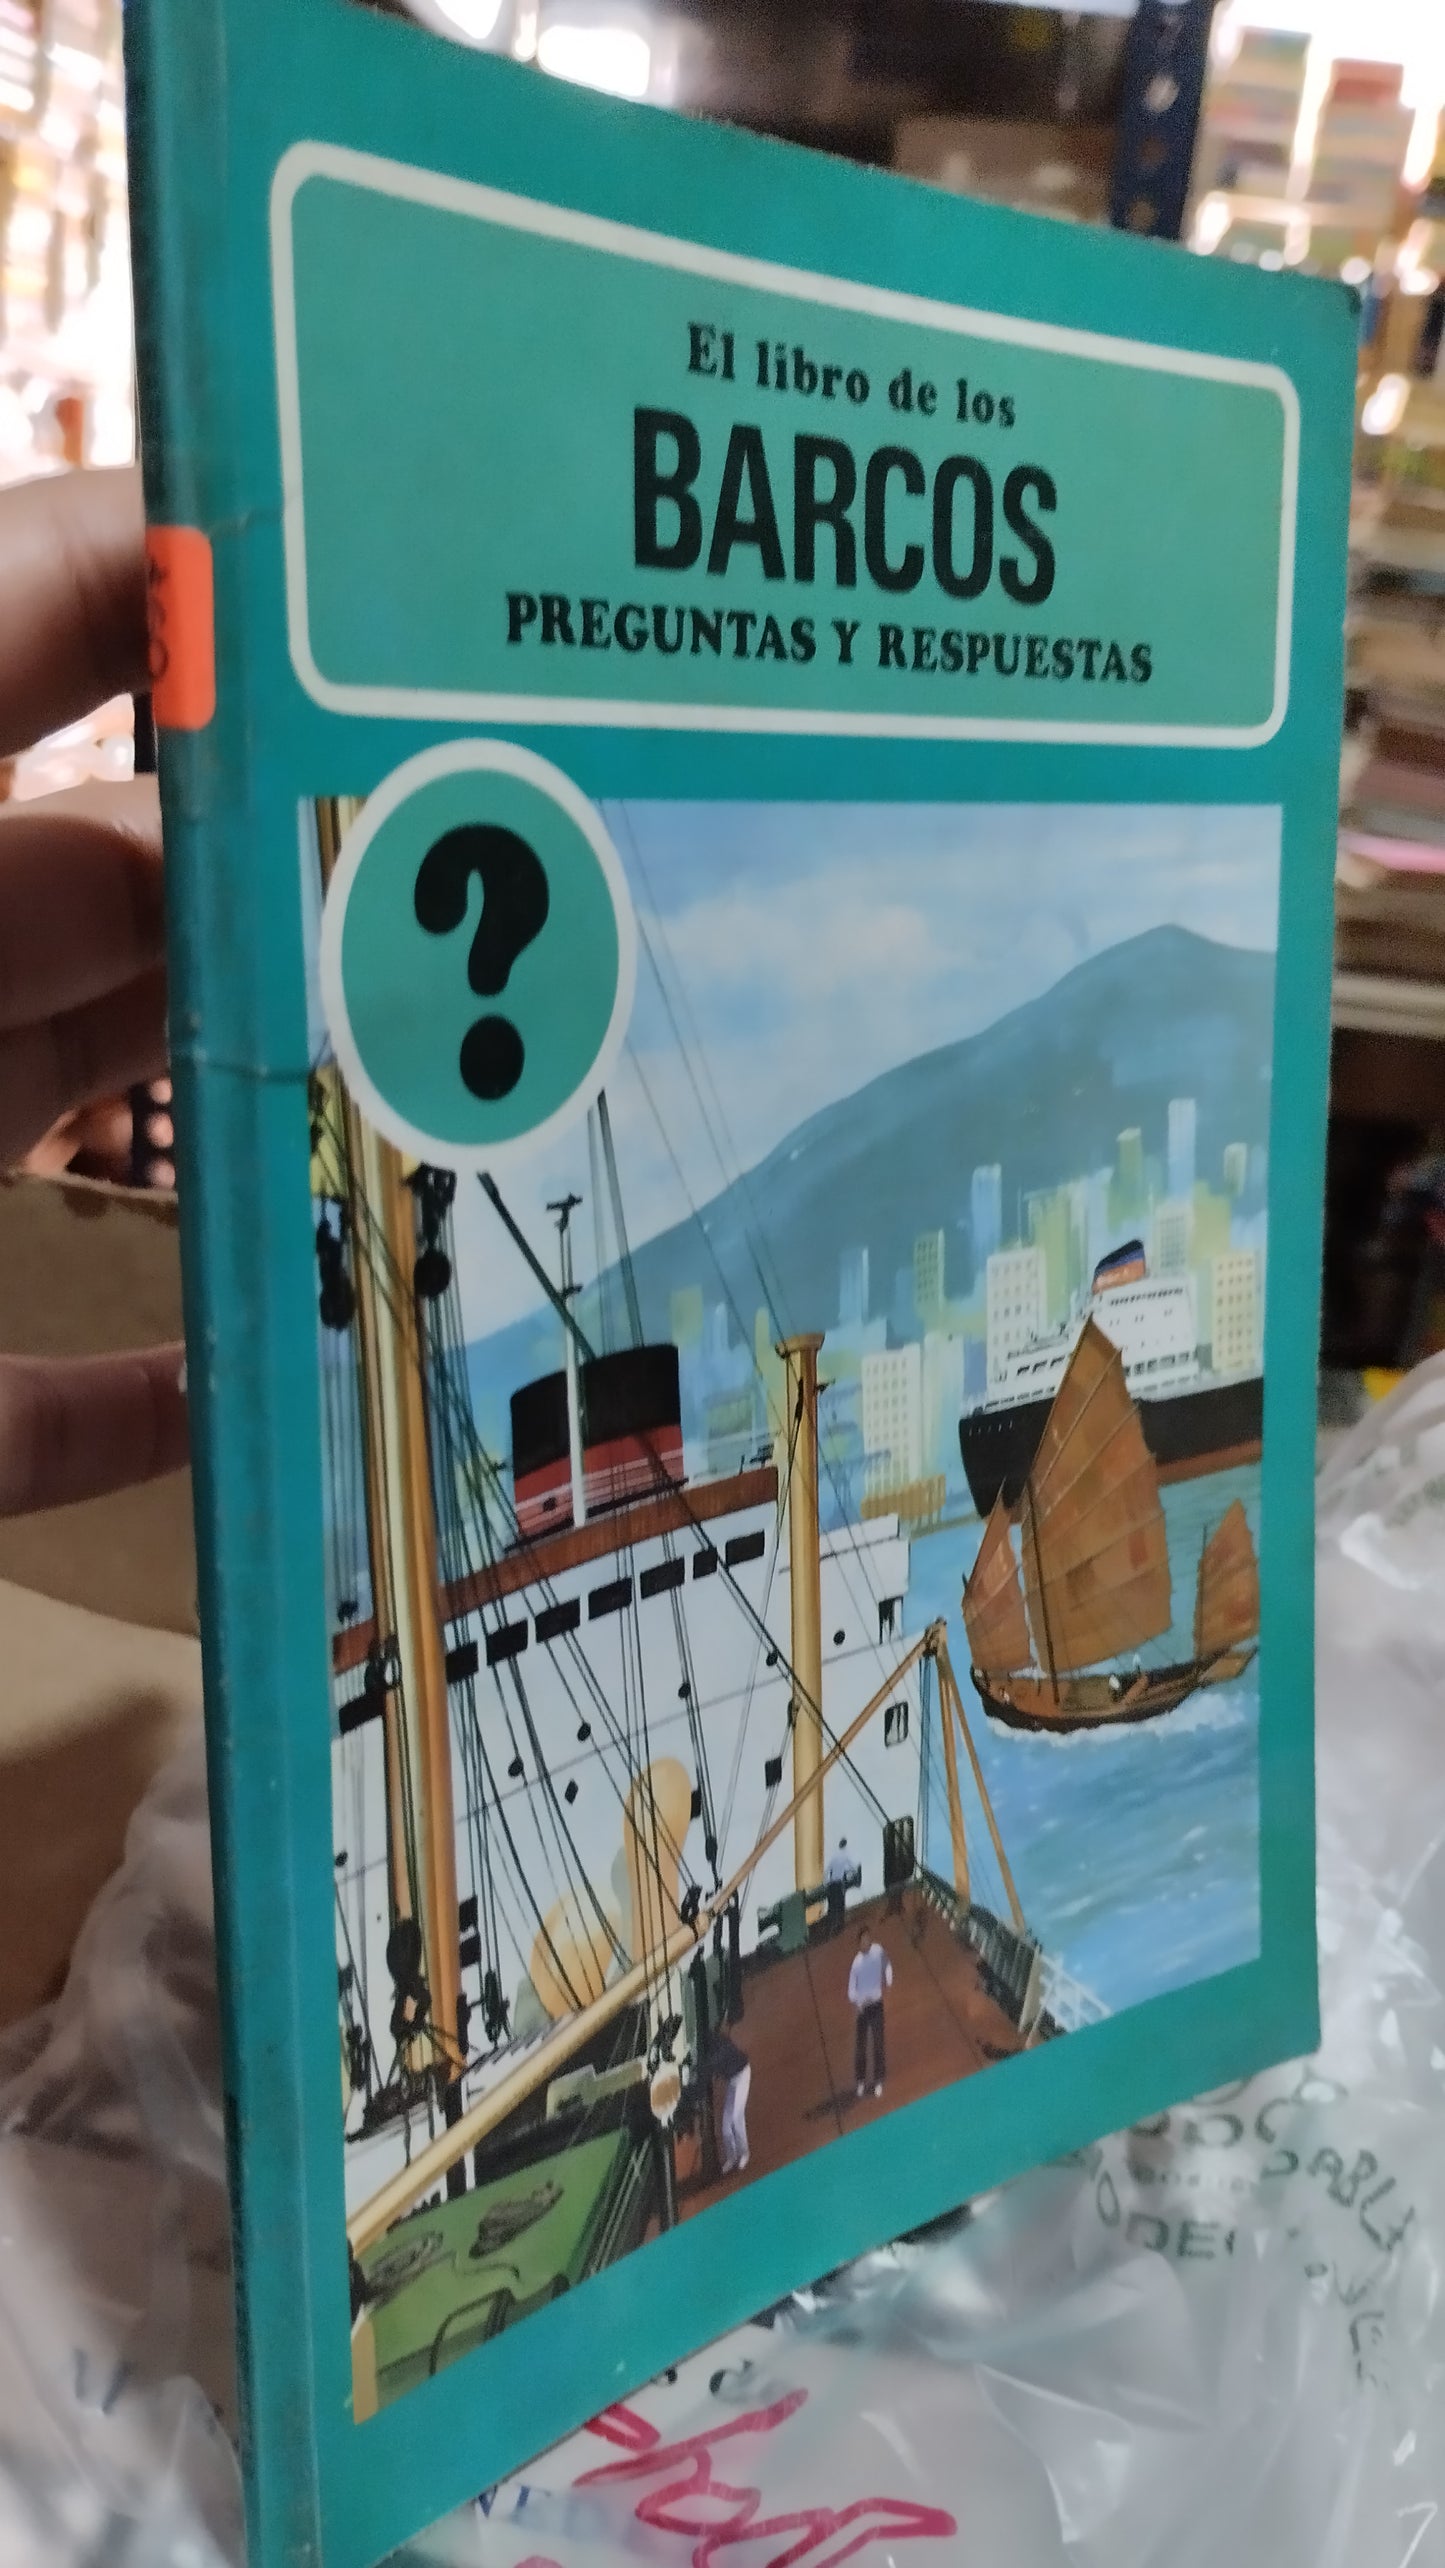 El libro de los
BARCOS
PREGUNTAS Y RESPUESTAS
?